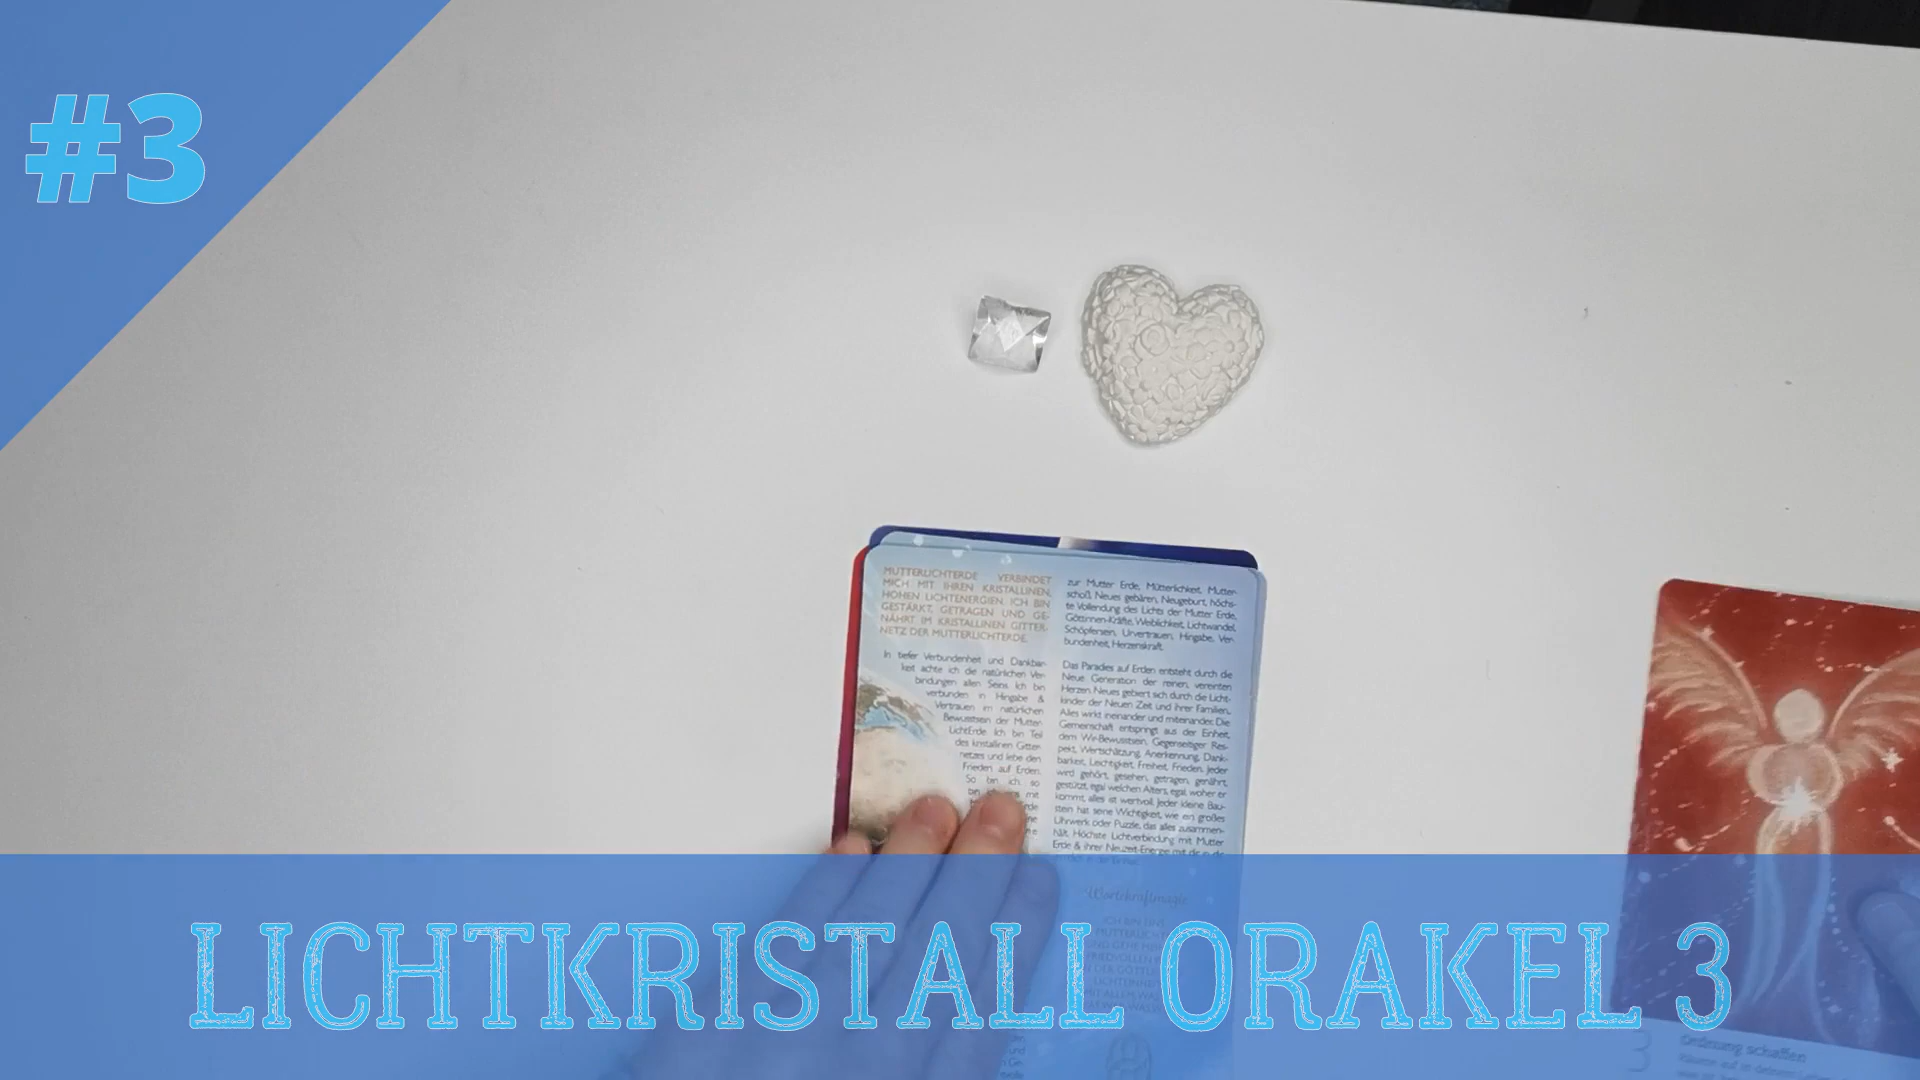 #3
MUTTERLICHTERDE VERBINDET
MICH MIT IHREN KRISTALLINEN,
HOHEN LICHTENERGIEN. ICH BIN
GESTÄRKT, GETRAGEN UND GE-
NÄHRT IM KRISTALLINEN GITTER-
NETZ DER MUTTERLICHTERDE.
In tiefer Verbundenheit und Dankbar-
keit achte ich die natürlichen Ver-
bindungen allen Seins. Ich bin
verbunden in Hingabe &
Vertrauen im natürlichen
Bewusstsein der Mutter-
LichtErde. Ich bin Teil
des kristallinen Gitter-
netzes und lebe den
Frieden auf Erden.
So bin ich so
zur Mutter Erde, Mütterlichkeit, Mutter-
schoß, Neues gebären, Neugeburt, höchs-
te Vollendung des Lichts der Mutter Erde,
Göttinnen-Kräfte, Weiblichkeit, Lichtwandel,
Schöpfersein, Urvertrauen, Hingabe, Ver-
bundenheit, Herzenskraft.
Das Paradies auf Erden entsteht durch die
Neue Generation der reinen, vereinten
Herzen. Neues gebiert sich durch die Licht-
kinder der Neuen Zeit und ihrer Familien.
Alles wirkt ineinander und miteinander. Die
Gemeinschaft entspringt aus der Einheit,
dem Wir-Bewusstsein, Gegenseitiger Res-
pekt, Wertschätzung, Anerkennung, Dank-
barkeit, Leichtigkeit, Freiheit, Frieden. Jeder
wird gehört, gesehen, getragen, genährt,
gestützt, egal welchen Alters, egal, woher er
kommt, alles ist wertvoll. Jeder kleine Bau-
stein hat seine Wichtigkeit, wie ein großes
Uhrwerk oder Puzzle, das alles zusammen-
hält. Höchste Lichtverbindung mit Mutter
Erde & ihrer Neuzeit-Energie
Wortekraftmagie
3
Ordnung schaffen
LICHTKRISTALL ORAKEL 3